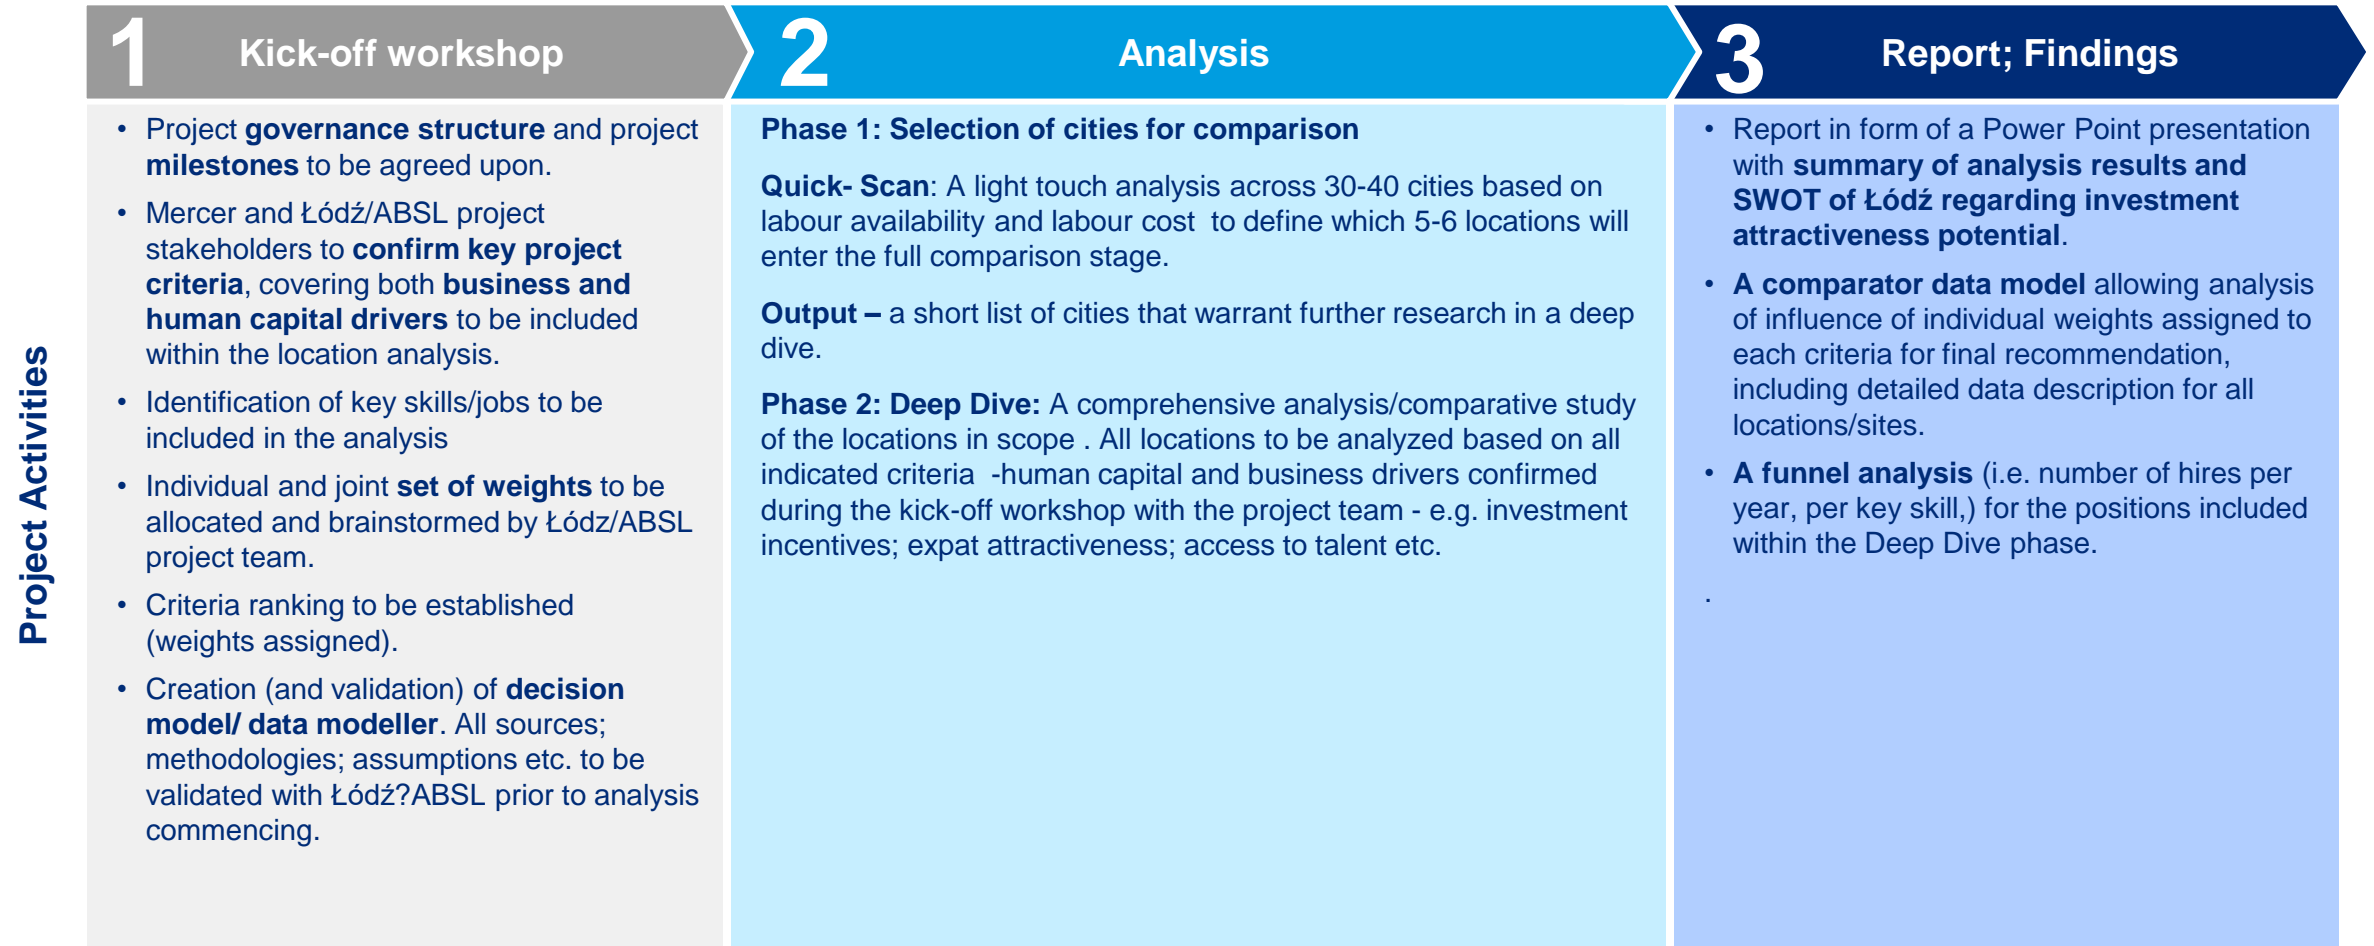 Project Activities
1
Kick-off workshop
• Project governance structure and project
milestones to be agreed upon.
• Mercer and Łódź/ABSL project
stakeholders to confirm key project
criteria, covering both business and
human capital drivers to be included
within the location analysis.
• Identification of key skills/jobs to be
included in the analysis
• Individual and joint set of weights to be
allocated and brainstormed by Łódz/ABSL
project team.
• Criteria ranking to be established
(weights assigned).
• Creation (and validation) of decision
model/ data modeller. All sources;
methodologies; assumptions etc. to be
validated with Łódź?ABSL prior to analysis
commencing.
2
Analysis
Phase 1: Selection of cities for comparison
Quick- Scan: A light touch analysis across 30-40 cities based on
labour availability and labour cost  to define which 5-6 locations will
enter the full comparison stage.
Output – a short list of cities that warrant further research in a deep
dive.
Phase 2: Deep Dive: A comprehensive analysis/comparative study
of the locations in scope . All locations to be analyzed based on all
indicated criteria  -human capital and business drivers confirmed
during the kick-off workshop with the project team - e.g. investment
incentives; expat attractiveness; access to talent etc.
3
Report; Findings
• Report in form of a Power Point presentation
with summary of analysis results and
SWOT of Łódź regarding investment
attractiveness potential.
• A comparator data model allowing analysis
of influence of individual weights assigned to
each criteria for final recommendation,
including detailed data description for all
locations/sites.
• A funnel analysis (i.e. number of hires per
year, per key skill,) for the positions included
within the Deep Dive phase.
.